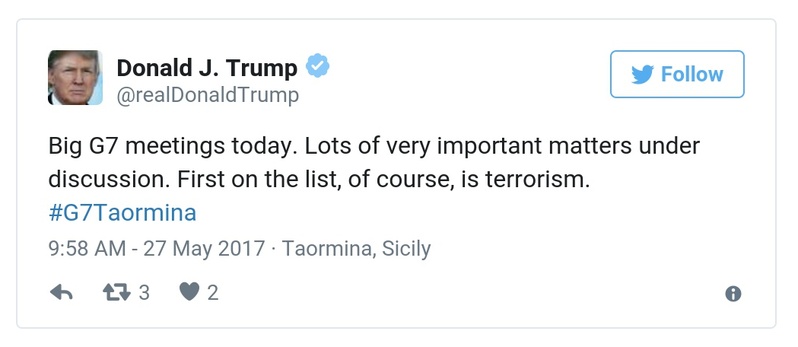 Donald J. Trump
@realDonaldTrump
Follow
Big G7 meetings today. Lots of very important matters under
discussion. First on the list, of course, is terrorism.
#G7Taormina
9:58 AM - 27 May 2017 · Taormina, Sicily
3 2